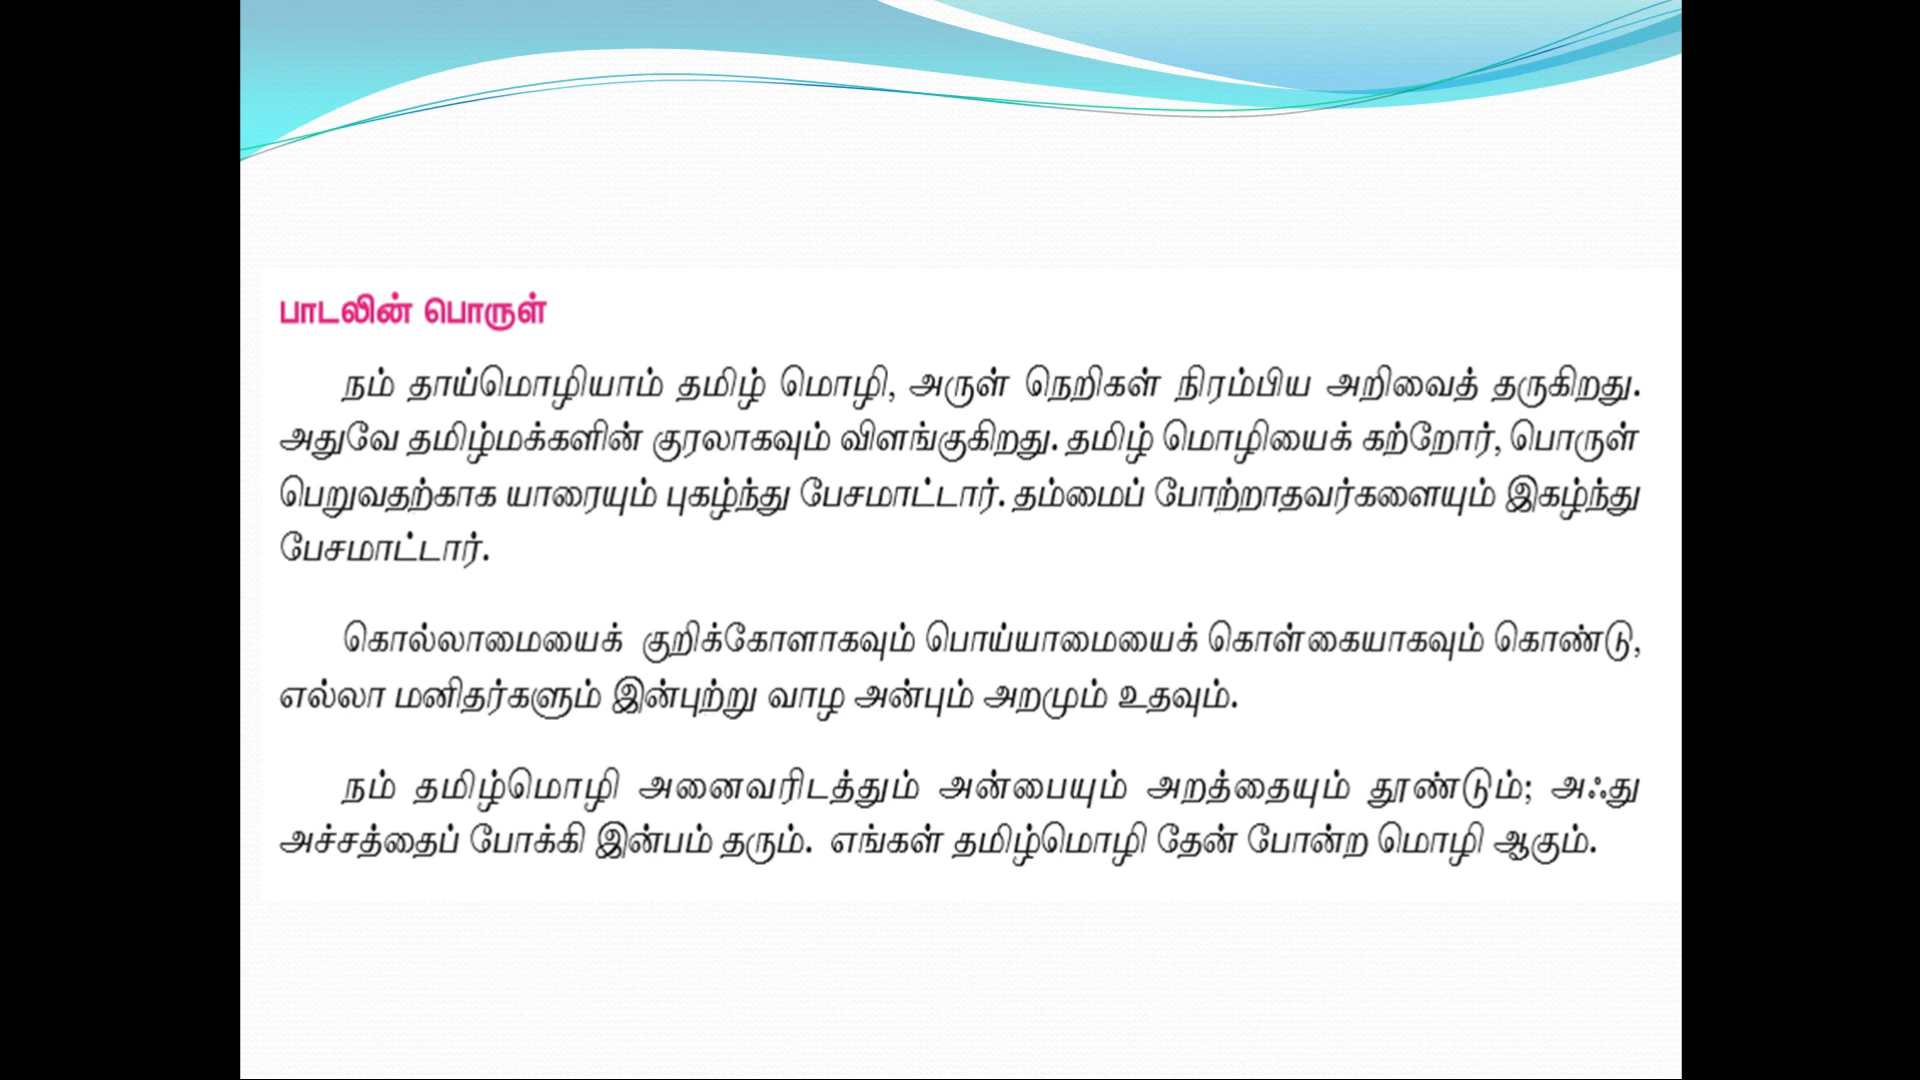 பாடலின் பொருள்
நம் தாய்மொழியாம் தமிழ் மொழி, அருள் நெறிகள் நிரம்பிய அறிவைத் தருகிறது.
அதுவே தமிழ்மக்களின் குரலாகவும் விளங்குகிறது. தமிழ் மொழியைக் கற்றோர், பொருள்
பெறுவதற்காக யாரையும் புகழ்ந்து பேசமாட்டார். தம்மைப் போற்றாதவர்களையும் இகழ்ந்து
பேசமாட்டார்.
கொல்லாமையைக் குறிக்கோளாகவும் பொய்யாமையைக் கொள்கையாகவும் கொண்டு,
எல்லா மனிதர்களும் இன்புற்று வாழ அன்பும் அறமும் உதவும்.
நம் தமிழ்மொழி அனைவரிடத்தும் அன்பையும் அறத்தையும் தூண்டும்; அஃது
அச்சத்தைப் போக்கி இன்பம் தரும். எங்கள் தமிழ்மொழி தேன் போன்ற மொழி ஆகும்.